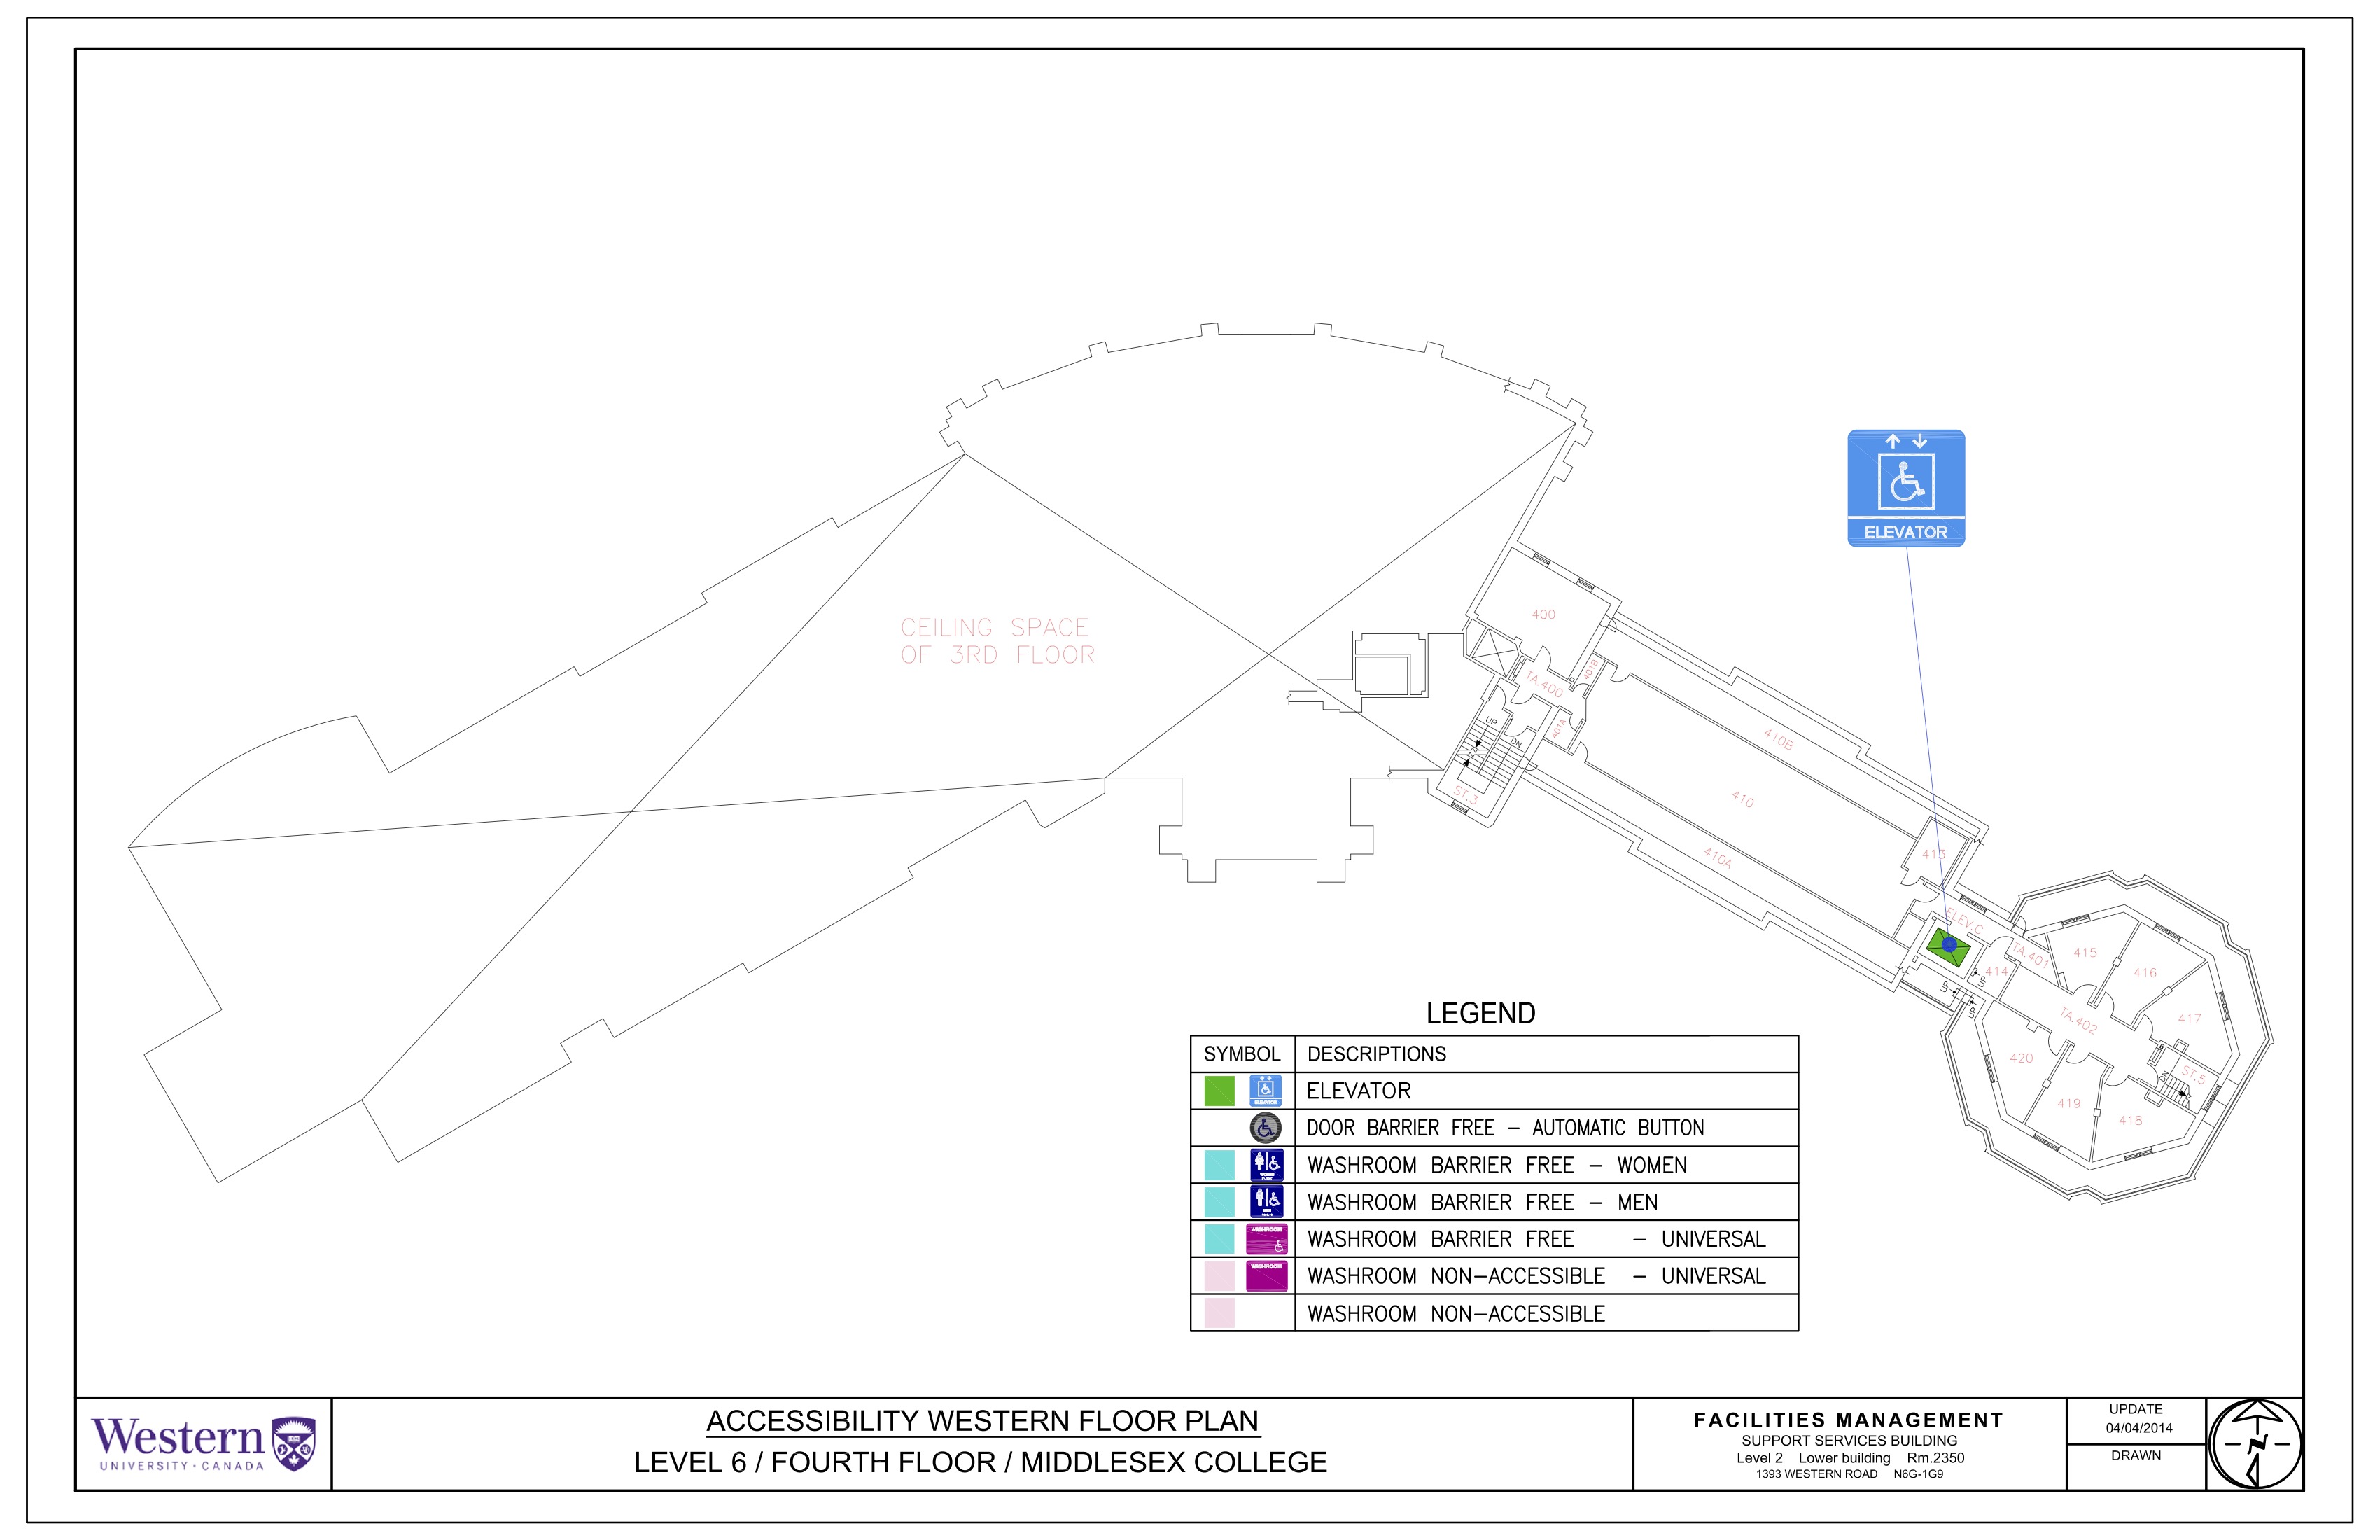 ELEVATOR
CEILING SPACE
OF 3RD FLOOR
400
TA.400
401B
401A
UP
DN
ST.3
410B
410
410A
413
ELEV.C
TA.401
414
415
416
417
TA.402
420
419
418
ST.5
DN
UP
UP
LEGEND
SYMBOL DESCRIPTIONS
ELEVATOR
DOOR BARRIER FREE - AUTOMATIC BUTTON
WASHROOM BARRIER FREE - WOMEN
WASHROOM BARRIER FREE - MEN
WASHROOM
WASHROOM BARRIER FREE - UNIVERSAL
WASHROOM
WASHROOM NON-ACCESSIBLE - UNIVERSAL
WASHROOM NON-ACCESSIBLE
Western
UNIVERSITY · CANADA
ACCESSIBILITY WESTERN FLOOR PLAN
LEVEL 6 / FOURTH FLOOR / MIDDLESEX COLLEGE
FACILITIES MANAGEMENT
SUPPORT SERVICES BUILDING
Level 2 Lower building Rm.2350
1393 WESTERN ROAD N6G-1G9
UPDATE
04/04/2014
DRAWN
N